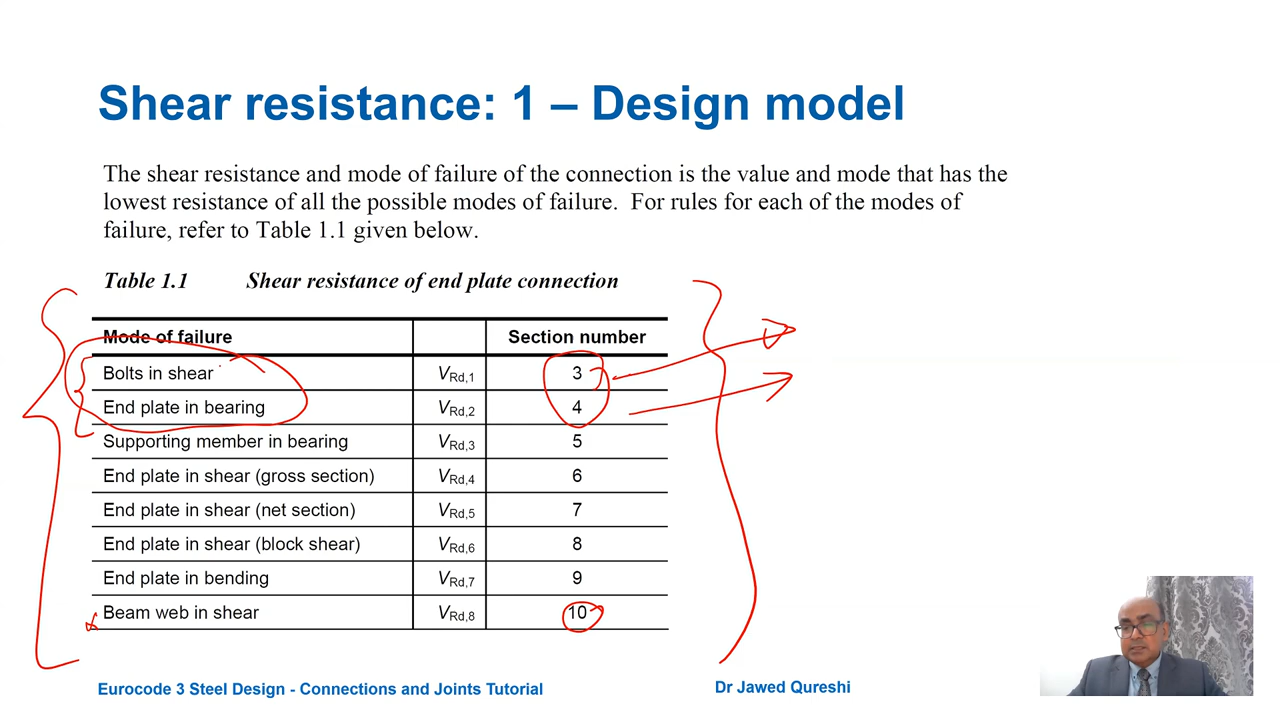 Shear resistance: 1 – Design model
The shear resistance and mode of failure of the connection is the value and mode that has the
lowest resistance of all the possible modes of failure. For rules for each of the modes of
failure, refer to Table 1.1 given below.
Table 1.1 Shear resistance of end plate connection
Mode of failure Section number
Bolts in shear VRd,1 3
End plate in bearing VRd,2 4
Supporting member in bearing VRd,3 5
End plate in shear (gross section) VRd,4 6
End plate in shear (net section) VRd,5 7
End plate in shear (block shear) VRd,6 8
End plate in bending VRd,7 9
Beam web in shear VRd,8 10
Eurocode 3 Steel Design - Connections and Joints Tutorial Dr Jawed Qureshi